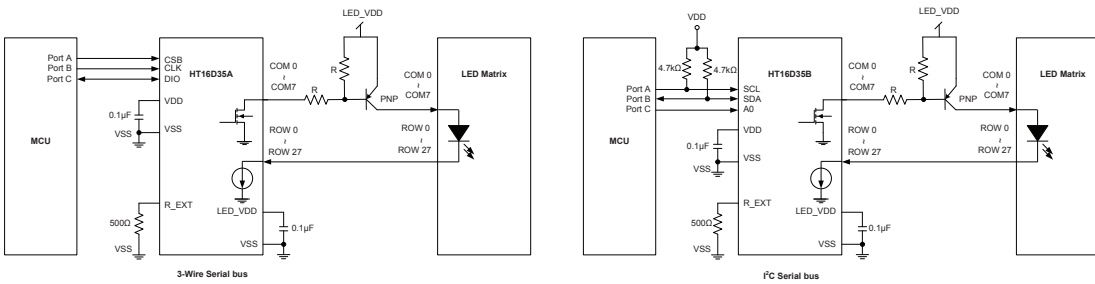 LED_VDD
Port A
Port B
Port C
CSB
CLK
DIO
HT16D35A
R
R
PNP
COM 0
~
COM7
COM 0
~
COM7
LED Matrix
0.1µF
VDD
VSS
VSS
MCU
ROW 0
~
ROW 27
ROW 0
~
ROW 27
R_EXT
500Ω
VSS
LED_VDD
0.1µF
VSS
3-Wire Serial bus
LED_VDD
VDD
4.7kΩ
4.7kΩ
Port A
Port B
Port C
SCL
SDA
A0
HT16D35B
R
R
PNP
COM 0
~
COM7
COM 0
~
COM7
LED Matrix
0.1µF
VDD
VSS
VSS
MCU
ROW 0
~
ROW 27
ROW 0
~
ROW 27
R_EXT
500Ω
VSS
LED_VDD
0.1µF
VSS
I²C Serial bus